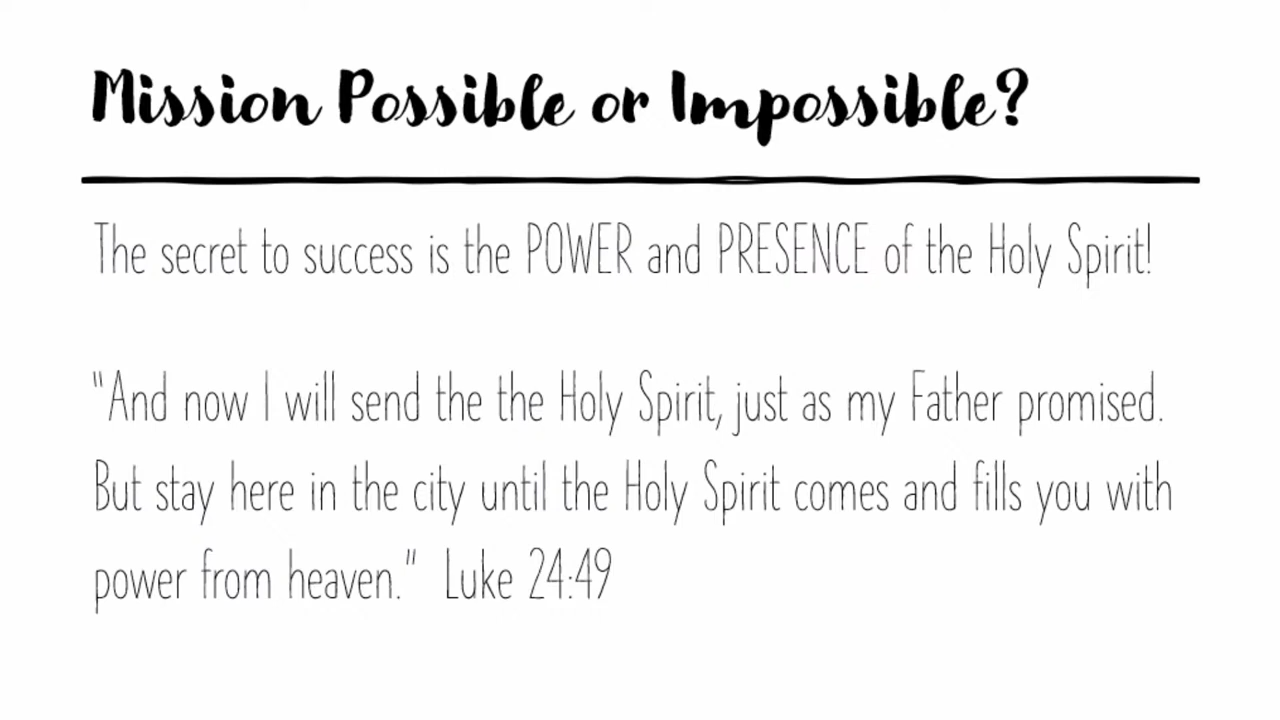 Mission Possible or Impossible?
The secret to success is the POWER and PRESENCE of the Holy Spirit!
"And now I will send the the Holy Spirit, just as my Father promised.
But stay here in the city until the Holy Spirit comes and fills you with
power from heaven." Luke 24:49